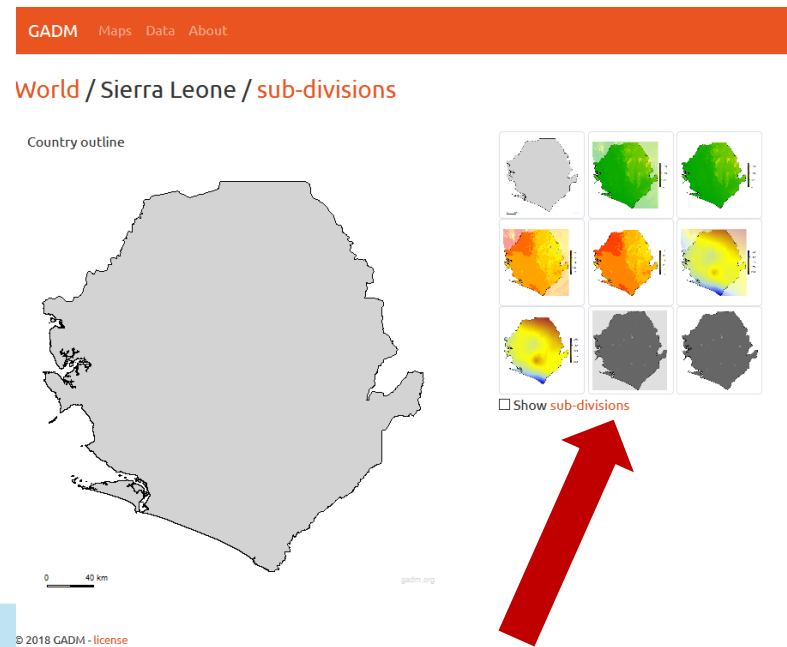 GADM Maps Data About
World / Sierra Leone / sub-divisions
Country outline
Show sub-divisions
0 40 km
gadm.org
© 2018 GADM - license